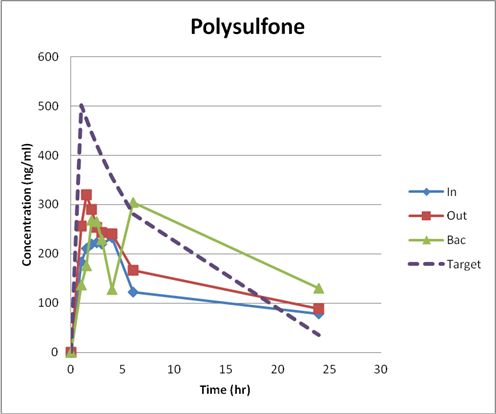 Polysulfone
600
500
400
300
200
100
0
Concentration (ng/ml)
0 5 10 15 20 25 30
Time (hr)
In
Out
Bac
Target